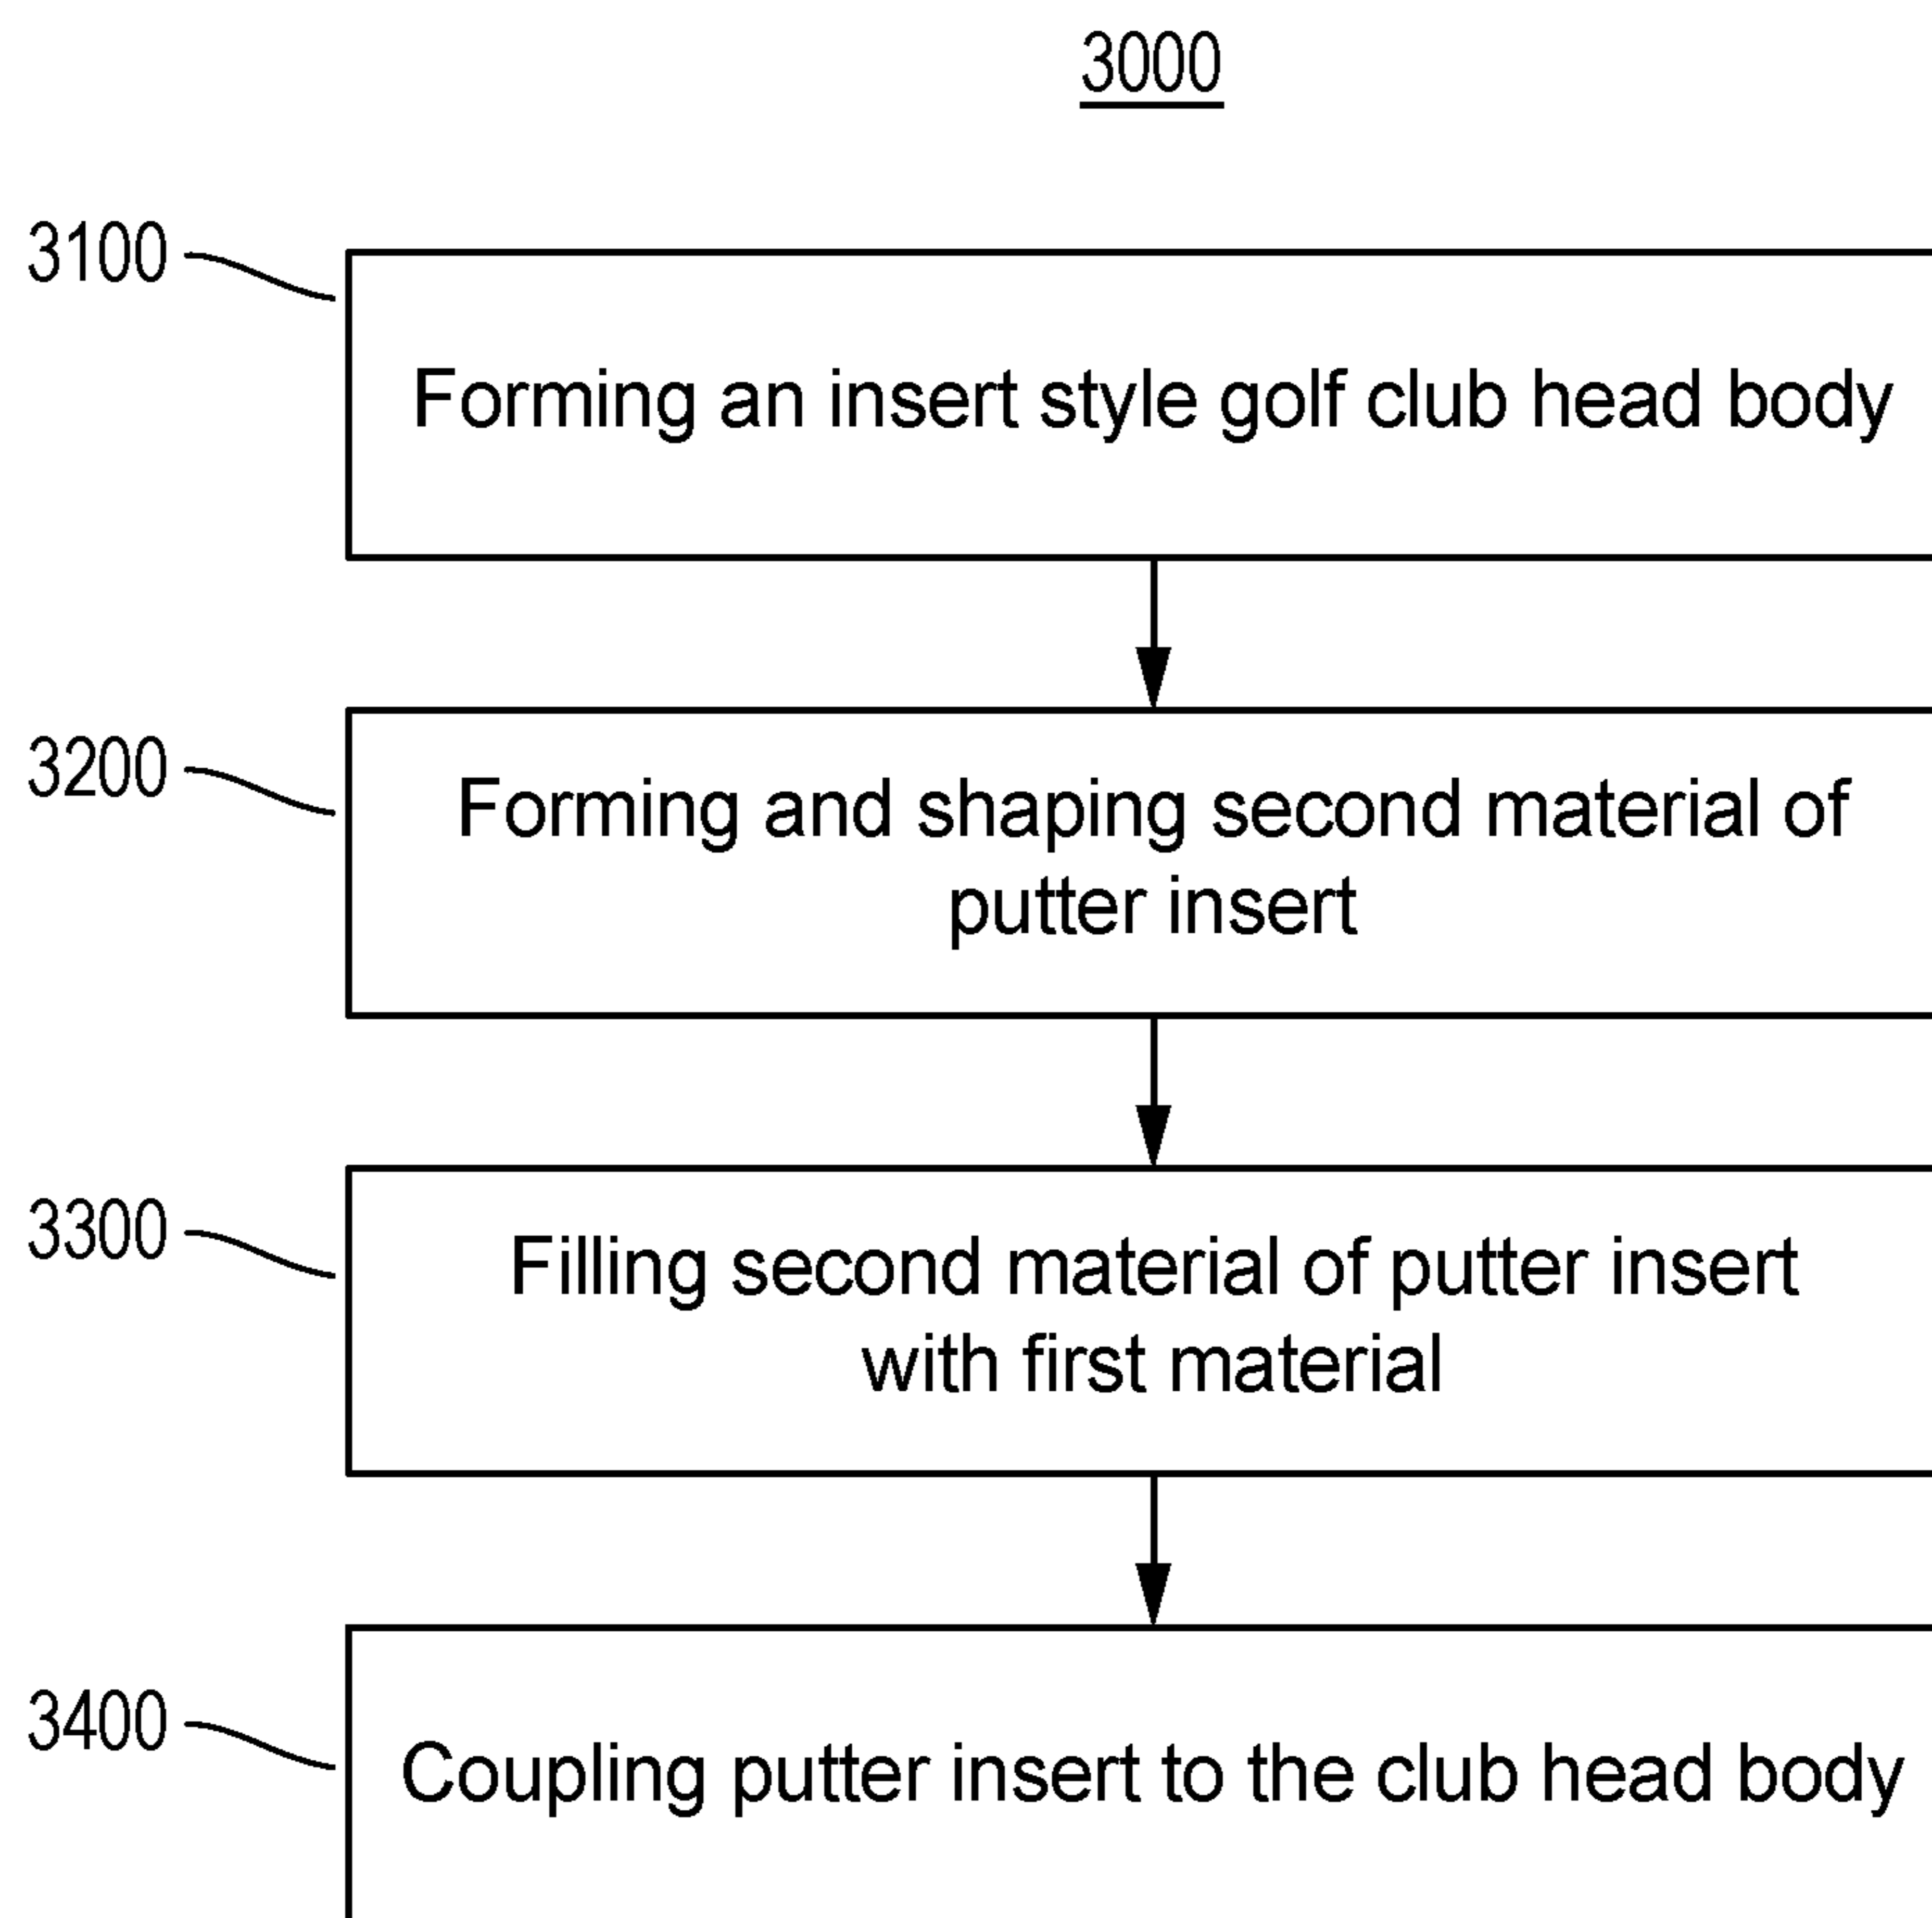 3000
3100
Forming an insert style golf club head body
3200
Forming and shaping second material of
putter insert
3300
Filling second material of putter insert
with first material
3400
Coupling putter insert to the club head body